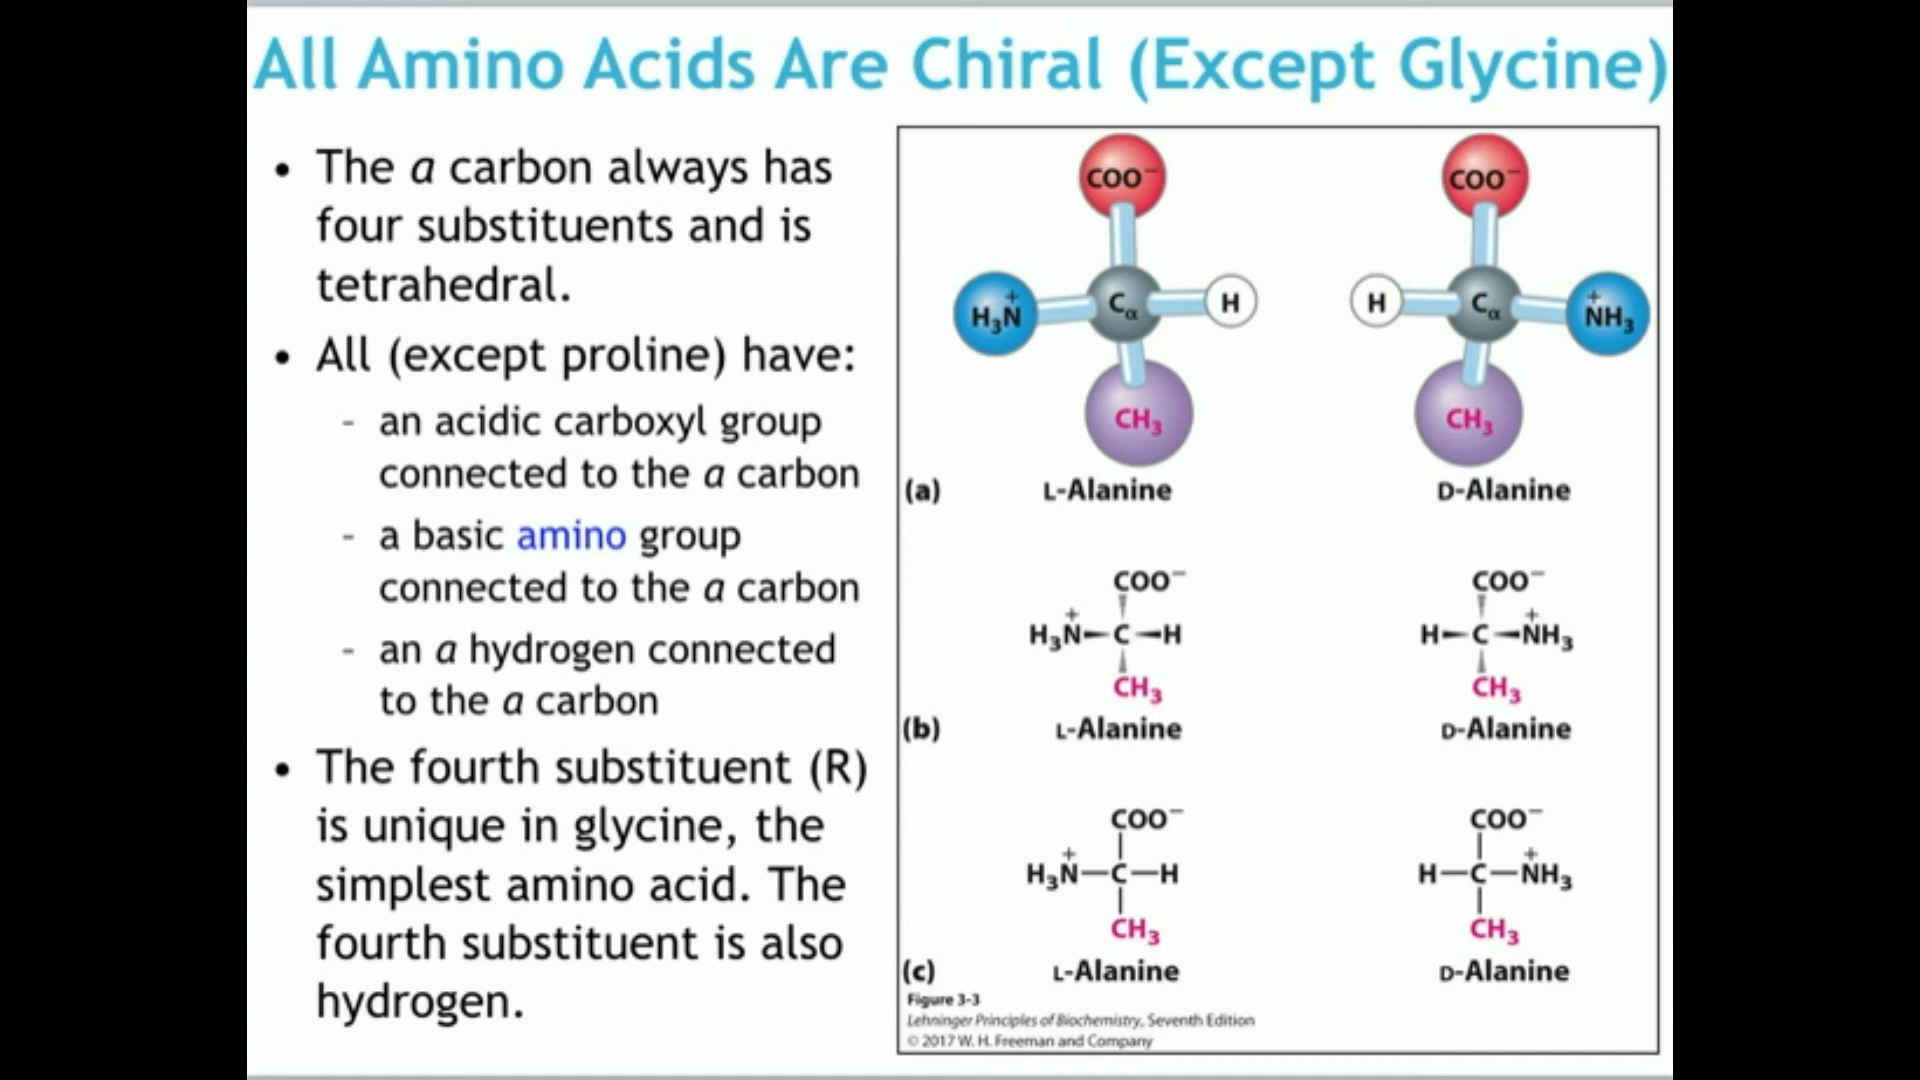 All Amino Acids Are Chiral (Except Glycine)
• The a carbon always has
four substituents and is
tetrahedral.
• All (except proline) have:
- an acidic carboxyl group
connected to the a carbon
- a basic amino group
connected to the a carbon
- an a hydrogen connected
to the a carbon
• The fourth substituent (R)
is unique in glycine, the
simplest amino acid. The
fourth substituent is also
hydrogen.
COO⁻ COO⁻
H₃N⁺ Cα H H Cα ⁺NH₃
CH₃ CH₃
(a) L-Alanine D-Alanine
COO⁻ COO⁻
H₃N⁺—C—H H—C—⁺NH₃
CH₃ CH₃
(b) L-Alanine D-Alanine
COO⁻ COO⁻
H₃N⁺—C—H H—C—⁺NH₃
CH₃ CH₃
(c) L-Alanine D-Alanine
Figure 3-3
Lehninger Principles of Biochemistry, Seventh Edition
© 2017 W. H. Freeman and Company